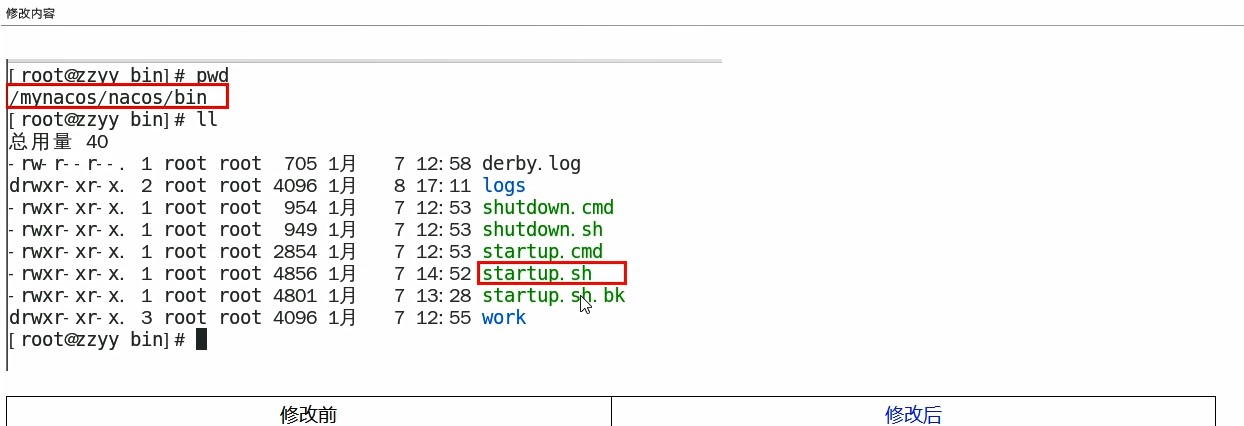 修改内容
[root@zzyy bin]# pwd
/mynacos/nacos/bin
[root@zzyy bin]# ll
总用量 40
-rw-r--r--. 1 root root  705 1月   7 12:58 derby.log
drwxr-xr-x. 2 root root 4096 1月   8 17:11 logs
-rwxr-xr-x. 1 root root  954 1月   7 12:53 shutdown.cmd
-rwxr-xr-x. 1 root root  949 1月   7 12:53 shutdown.sh
-rwxr-xr-x. 1 root root 2854 1月   7 12:53 startup.cmd
-rwxr-xr-x. 1 root root 4856 1月   7 14:52 startup.sh
-rwxr-xr-x. 1 root root 4801 1月   7 13:28 startup.sh.bk
drwxr-xr-x. 3 root root 4096 1月   7 12:55 work
[root@zzyy bin]#
修改前 修改后